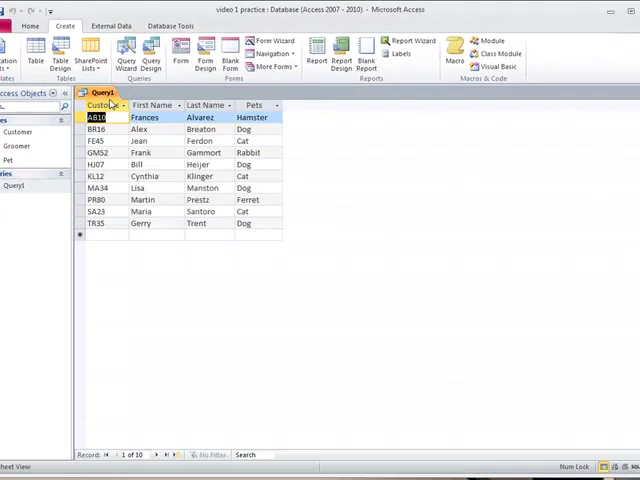 video 1 practice : Database (Access 2007 - 2010) - Microsoft Access
Home Create External Data Database Tools
Table Table Design SharePoint Lists Query Wizard Query Design Form Form Design Blank Form Form Wizard Navigation More Forms Report Report Design Blank Report Report Wizard Labels Macro Module Class Module Visual Basic
Tables Queries Forms Reports Macros & Code
Access Objects
Query1
Customer
Groomer
Pet
Query1
First Name Last Name Pets
AB10 Frances Alvarez Hamster
BR16 Alex Breaton Dog
FE45 Jean Ferdon Cat
GM52 Frank Gammort Rabbit
HJ07 Bill Heijer Dog
KL12 Cynthia Klinger Cat
MA34 Lisa Manston Dog
PR80 Martin Prestz Ferret
SA23 Maria Santoro Cat
TR35 Gerry Trent Dog
Record: 1 of 10 No Filter Search
sheet View Num Lock